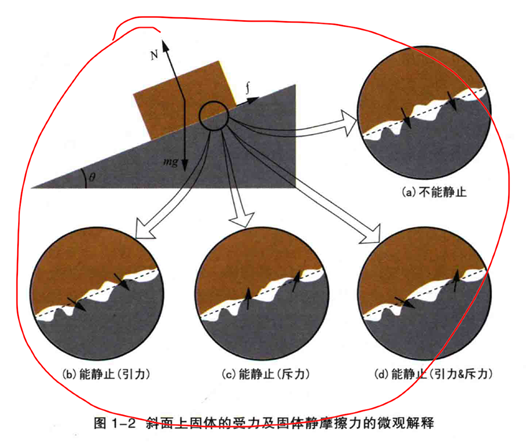 N
f
mg
θ
(a) 不能静止
(b) 能静止(引力)
(c) 能静止(斥力)
(d) 能静止(引力&斥力)
图 1-2 斜面上固体的受力及固体静摩擦力的微观解释